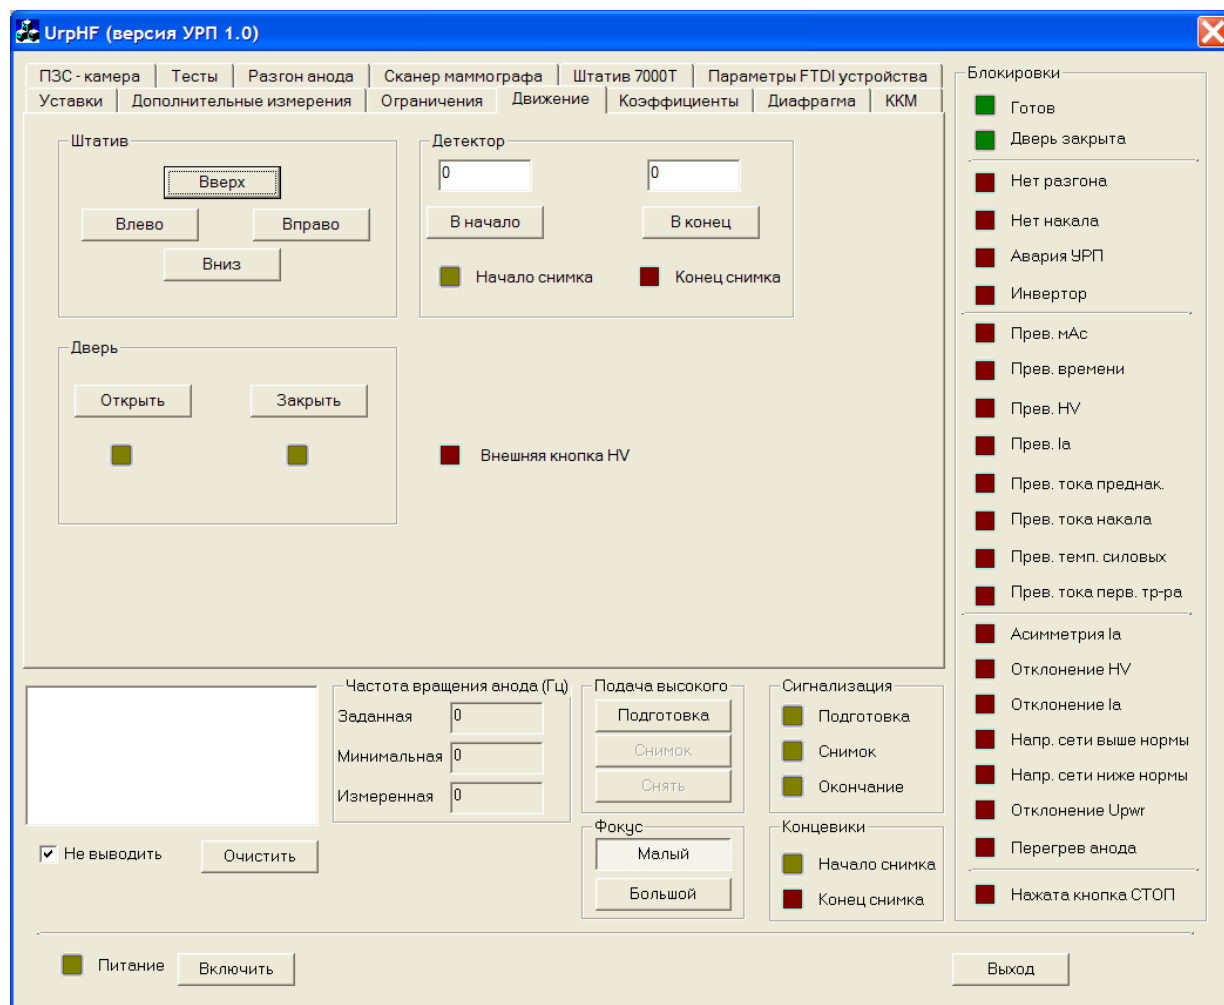 UrpHF (версия УРП 1.0)
ПЗС - камера Тесты Разгон анода Сканер маммографа Штатив 7000Т Параметры FTDI устройства
Уставки Дополнительные измерения Ограничения Движение Коэффициенты Диафрагма ККМ
Штатив
Вверх
Влево Вправо
Вниз
Детектор
0 0
В начало В конец
Начало снимка Конец снимка
Дверь
Открыть Закрыть
Внешняя кнопка HV
Блокировки
Готов
Дверь закрыта
Нет разгона
Нет накала
Авария УРП
Инвертор
Прев. мАс
Прев. времени
Прев. HV
Прев. Ia
Прев. тока преднак.
Прев. тока накала
Прев. темп. силовых
Прев. тока перв. тр-ра
Асимметрия Ia
Отклонение HV
Отклонение Ia
Напр. сети выше нормы
Напр. сети ниже нормы
Отклонение Upwr
Перегрев анода
Нажата кнопка СТОП
Не выводить Очистить
Частота вращения анода (Гц)
Заданная 0
Минимальная 0
Измеренная 0
Подача высокого
Подготовка
Снимок
Снять
Фокус
Малый
Большой
Сигнализация
Подготовка
Снимок
Окончание
Концевики
Начало снимка
Конец снимка
Питание Включить Выход